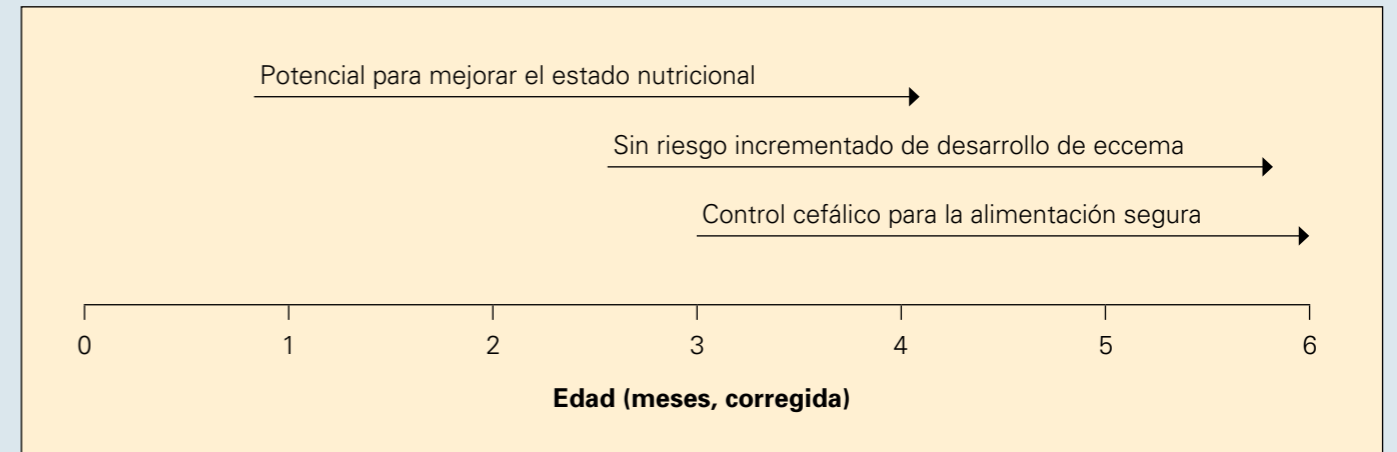 Potencial para mejorar el estado nutricional
Sin riesgo incrementado de desarrollo de eccema
Control cefálico para la alimentación segura
0 1 2 3 4 5 6
Edad (meses, corregida)